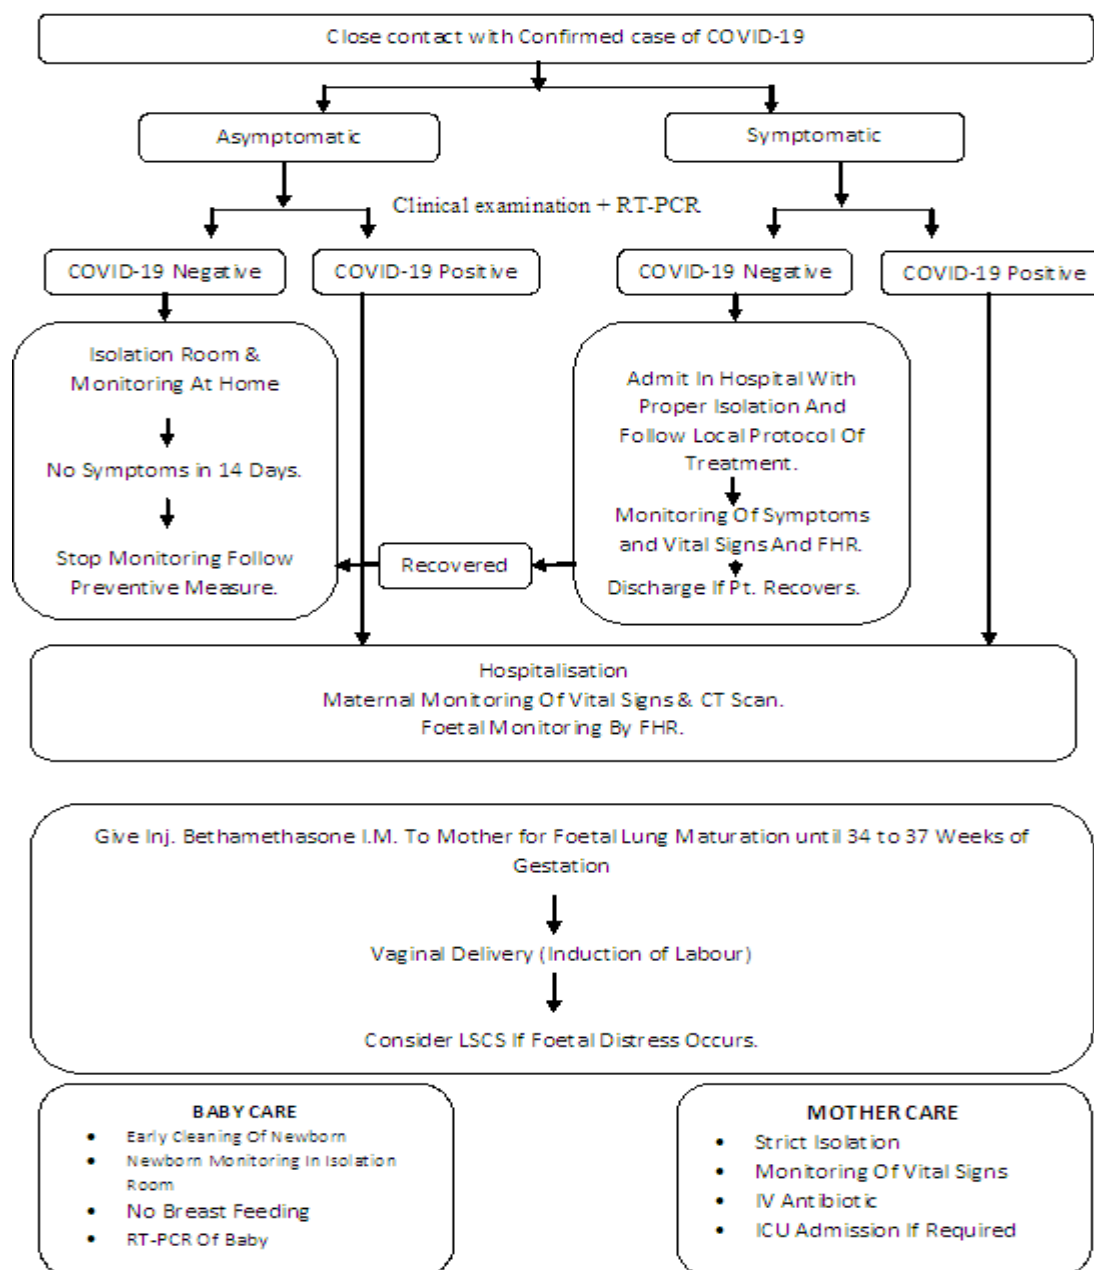 Close contact with Confirmed case of COVID-19
Asymptomatic
Symptomatic
Clinical examination + RT-PCR
COVID-19 Negative
COVID-19 Positive
COVID-19 Negative
COVID-19 Positive
Isolation Room &
Monitoring At Home
No Symptoms in 14 Days.
Stop Monitoring Follow
Preventive Measure.
Recovered
Admit In Hospital With
Proper Isolation And
Follow Local Protocol Of
Treatment.
Monitoring Of Symptoms
and Vital Signs And FHR.
Discharge If Pt. Recovers.
Hospitalisation
Maternal Monitoring Of Vital Signs & CT Scan.
Foetal Monitoring By FHR.
Give Inj. Bethamethasone I.M. To Mother for Foetal Lung Maturation until 34 to 37 Weeks of
Gestation
Vaginal Delivery (Induction of Labour)
Consider LSCS If Foetal Distress Occurs.
BABY CARE
• Early Cleaning Of Newborn
• Newborn Monitoring In Isolation
Room
• No Breast Feeding
• RT-PCR Of Baby
MOTHER CARE
• Strict Isolation
• Monitoring Of Vital Signs
• IV Antibiotic
• ICU Admission If Required